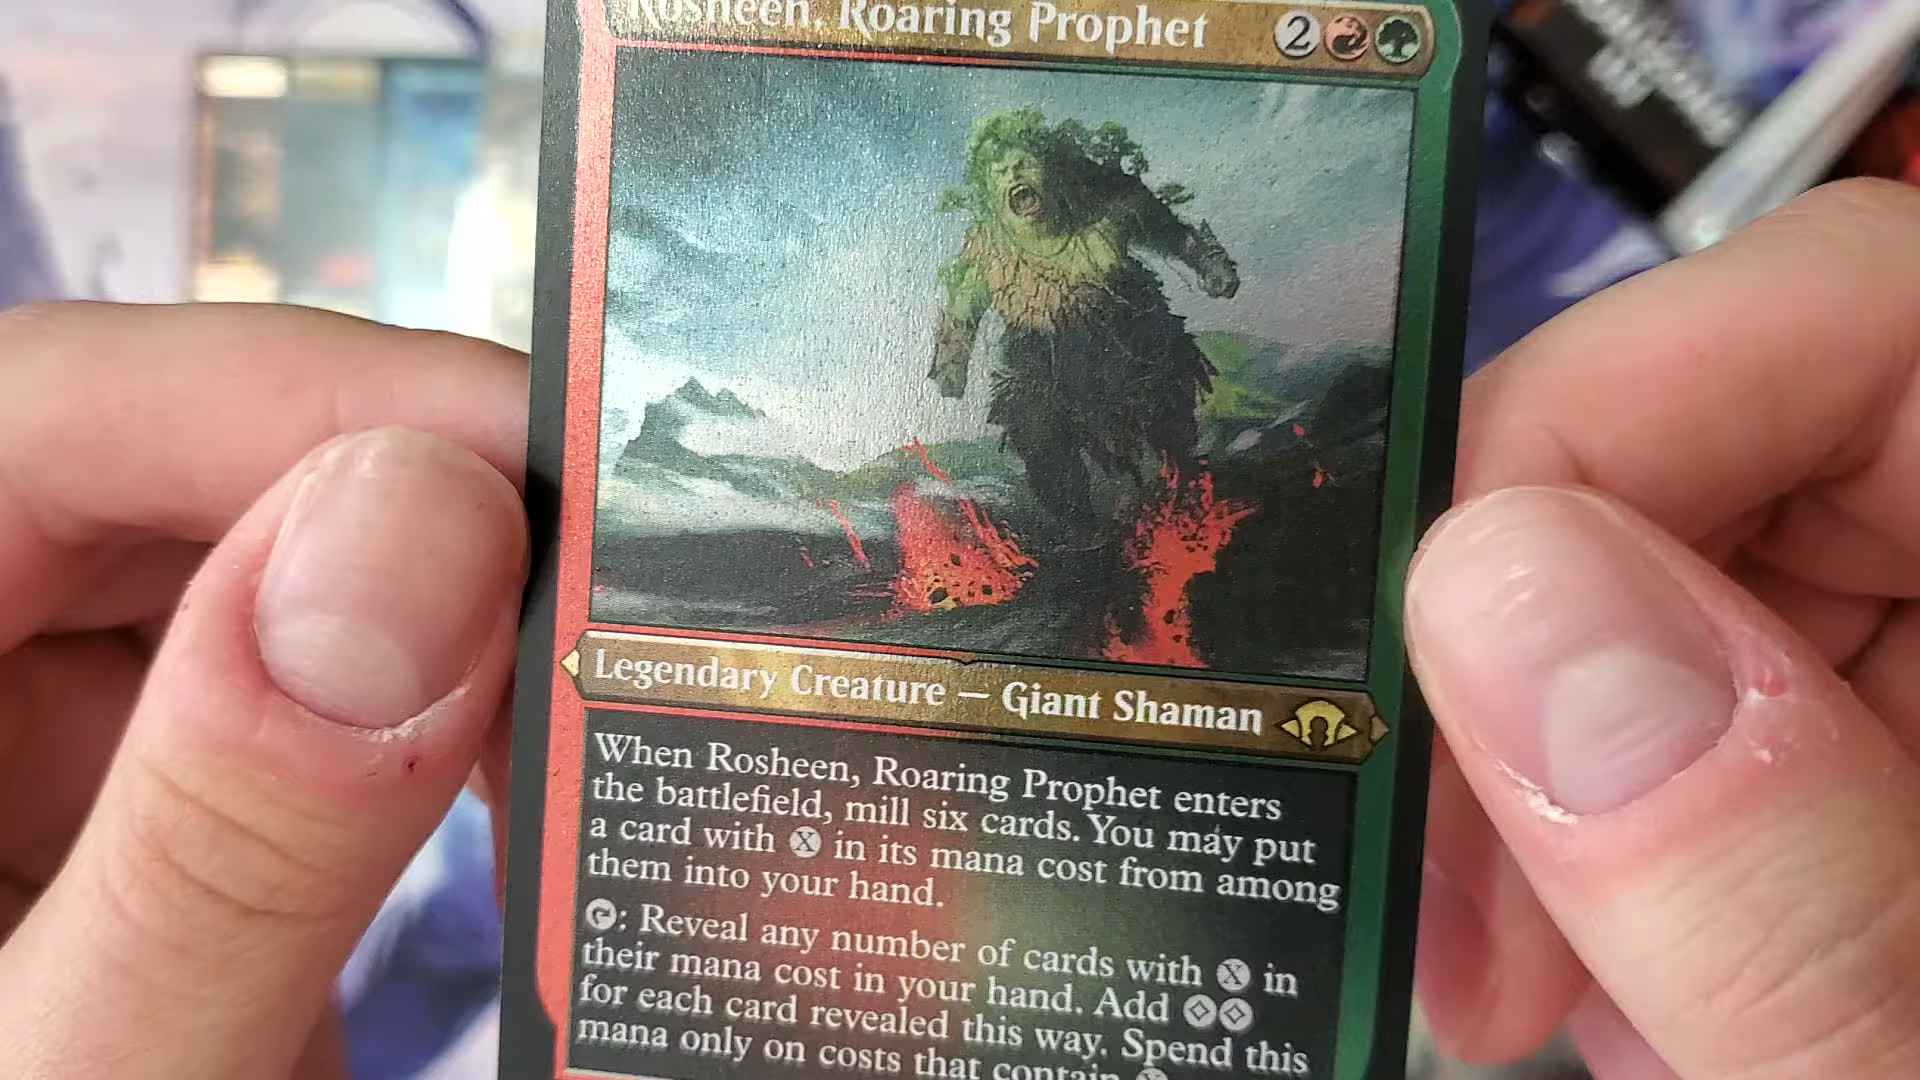 Rosheen, Roaring Prophet 2
Legendary Creature — Giant Shaman
When Rosheen, Roaring Prophet enters
the battlefield, mill six cards. You may put
a card with X in its mana cost from among
them into your hand.
: Reveal any number of cards with X in
their mana cost in your hand. Add
for each card revealed this way. Spend this
mana only on costs that contain X